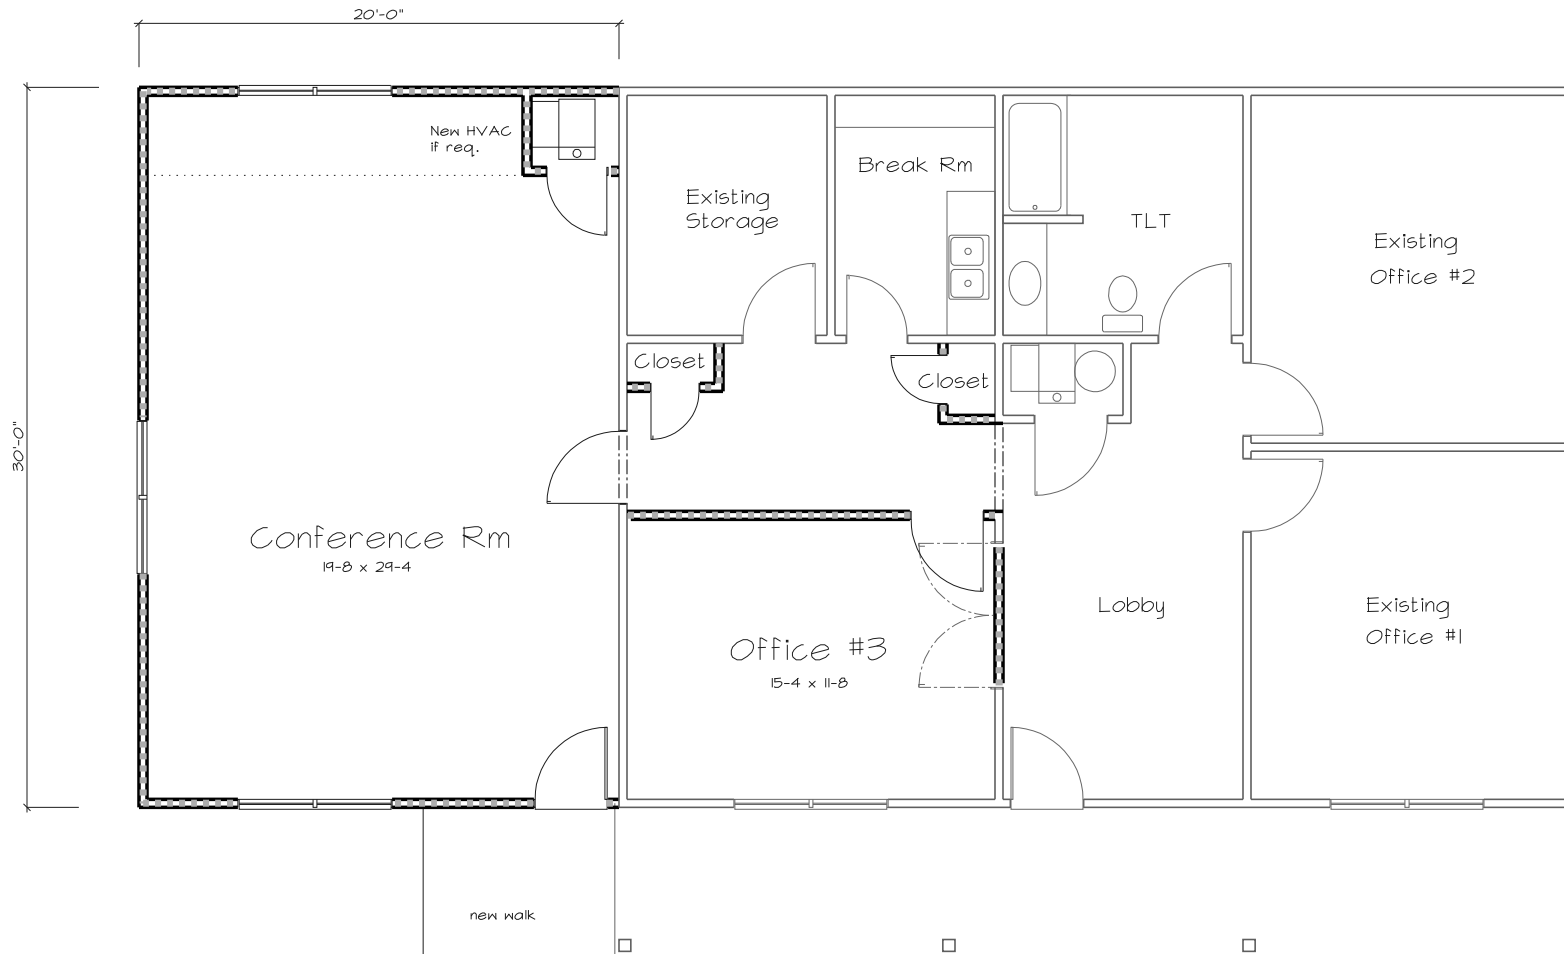 20'-0"
New HVAC
if req.
Break Rm
Existing
Storage
TLT
Existing
Office #2
Closet
Closet
30'-0"
Conference Rm
19-8 x 29-4
Lobby
Existing
Office #1
Office #3
15-4 x 11-8
new walk